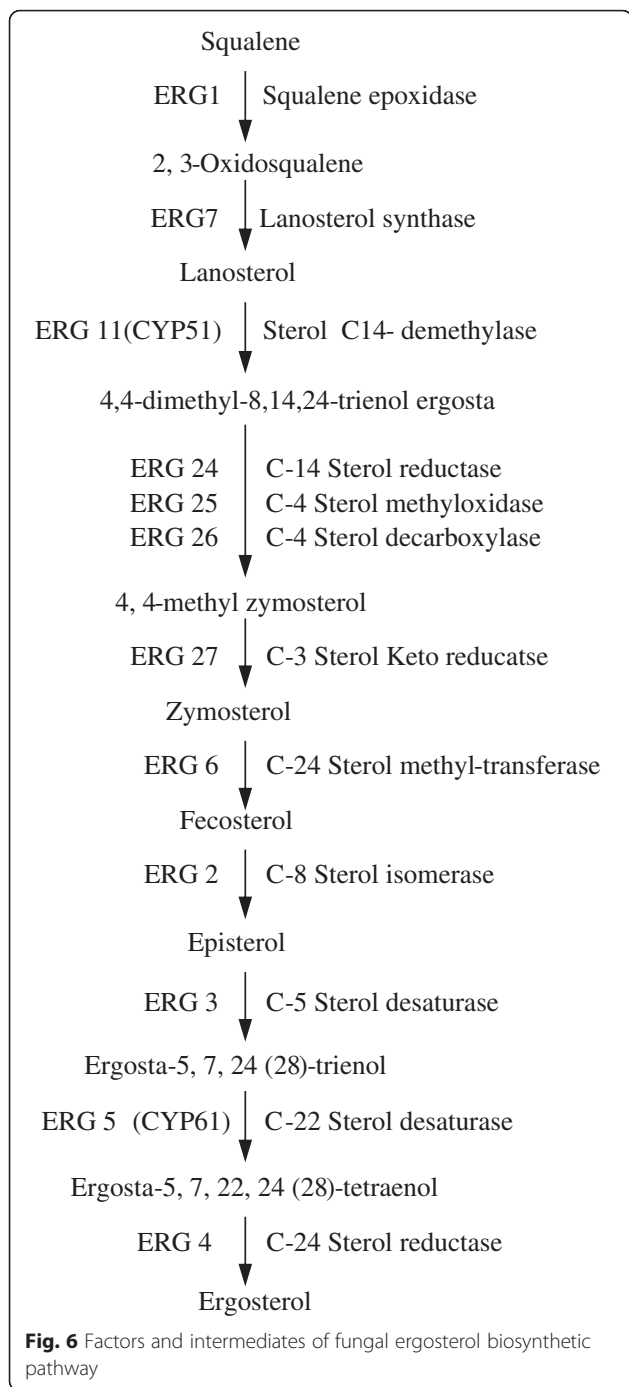 Squalene
ERG1 Squalene epoxidase
2, 3-Oxidosqualene
ERG7 Lanosterol synthase
Lanosterol
ERG 11(CYP51) Sterol C14- demethylase
4,4-dimethyl-8,14,24-trienol ergosta
ERG 24 C-14 Sterol reductase
ERG 25 C-4 Sterol methyloxidase
ERG 26 C-4 Sterol decarboxylase
4, 4-methyl zymosterol
ERG 27 C-3 Sterol Keto reducatse
Zymosterol
ERG 6 C-24 Sterol methyl-transferase
Fecosterol
ERG 2 C-8 Sterol isomerase
Episterol
ERG 3 C-5 Sterol desaturase
Ergosta-5, 7, 24 (28)-trienol
ERG 5 (CYP61) C-22 Sterol desaturase
Ergosta-5, 7, 22, 24 (28)-tetraenol
ERG 4 C-24 Sterol reductase
Ergosterol
Fig. 6 Factors and intermediates of fungal ergosterol biosynthetic
pathway